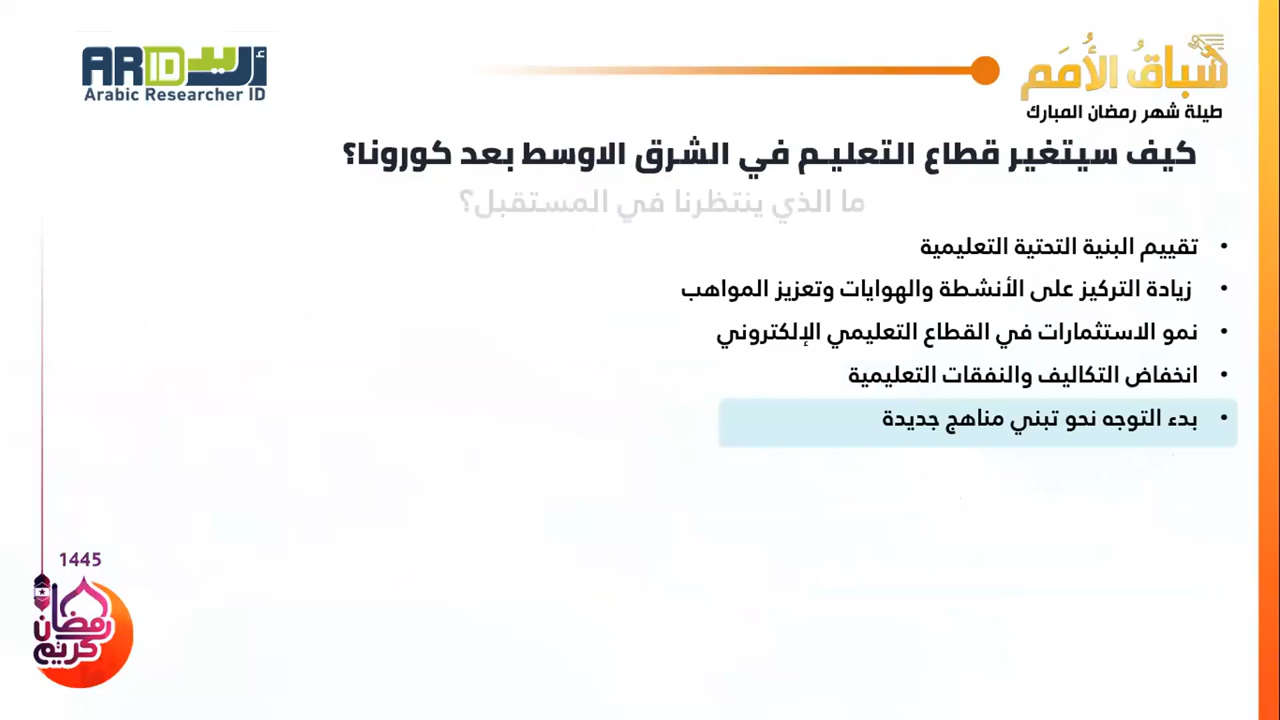 سباق الأمم
طيلة شهر رمضان المبارك
ARID أريد
Arabic Researcher ID
كيف سيتغير قطاع التعليم في الشرق الاوسط بعد كورونا؟
ما الذي ينتظرنا في المستقبل؟
• تقييم البنية التحتية التعليمية
• زيادة التركيز على الأنشطة والهوايات وتعزيز المواهب
• نمو الاستثمارات في القطاع التعليمي الإلكتروني
• انخفاض التكاليف والنفقات التعليمية
• بدء التوجه نحو تبني مناهج جديدة
1445
رمضان
كريم